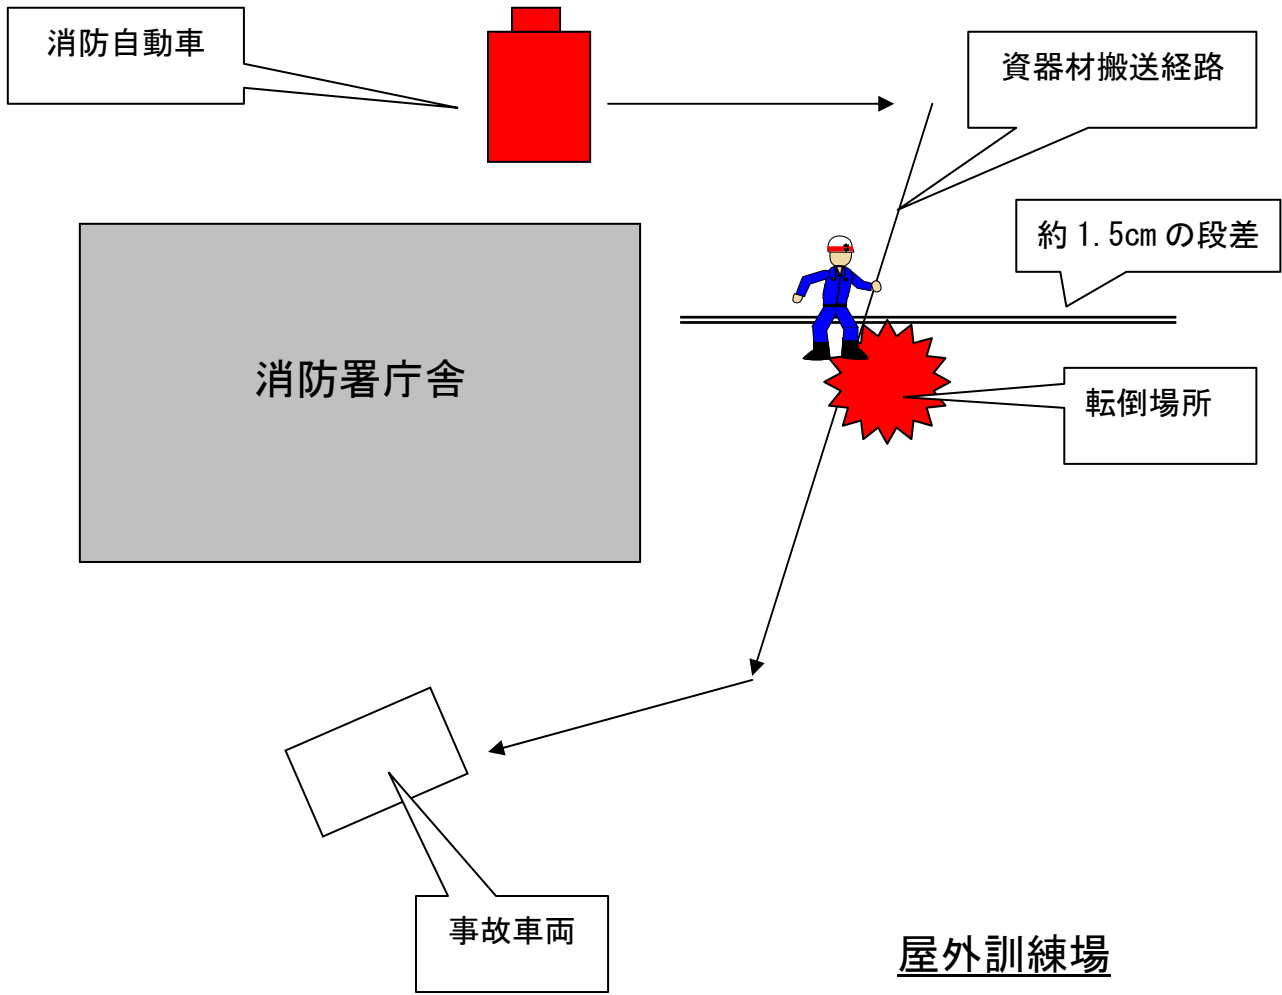 消防自動車
資器材搬送経路
約1.5cmの段差
消防署庁舎
転倒場所
事故車両
屋外訓練場